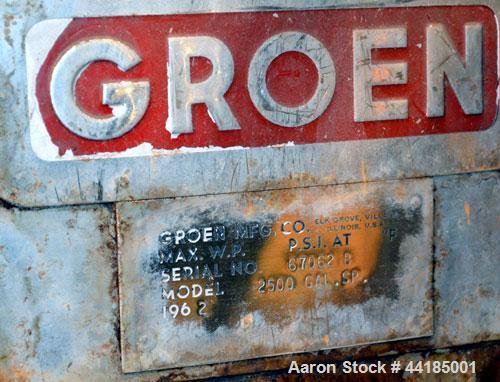 GROEN
GROEN MFG. CO. ELK GROVE, VILL
ILLINOIS, U.S.A.
MAX. W.P. P.S.I. AT °F
SERIAL NO. 67062 B
MODEL 2500 GAL. SP.
1962
Aaron Stock # 44185001